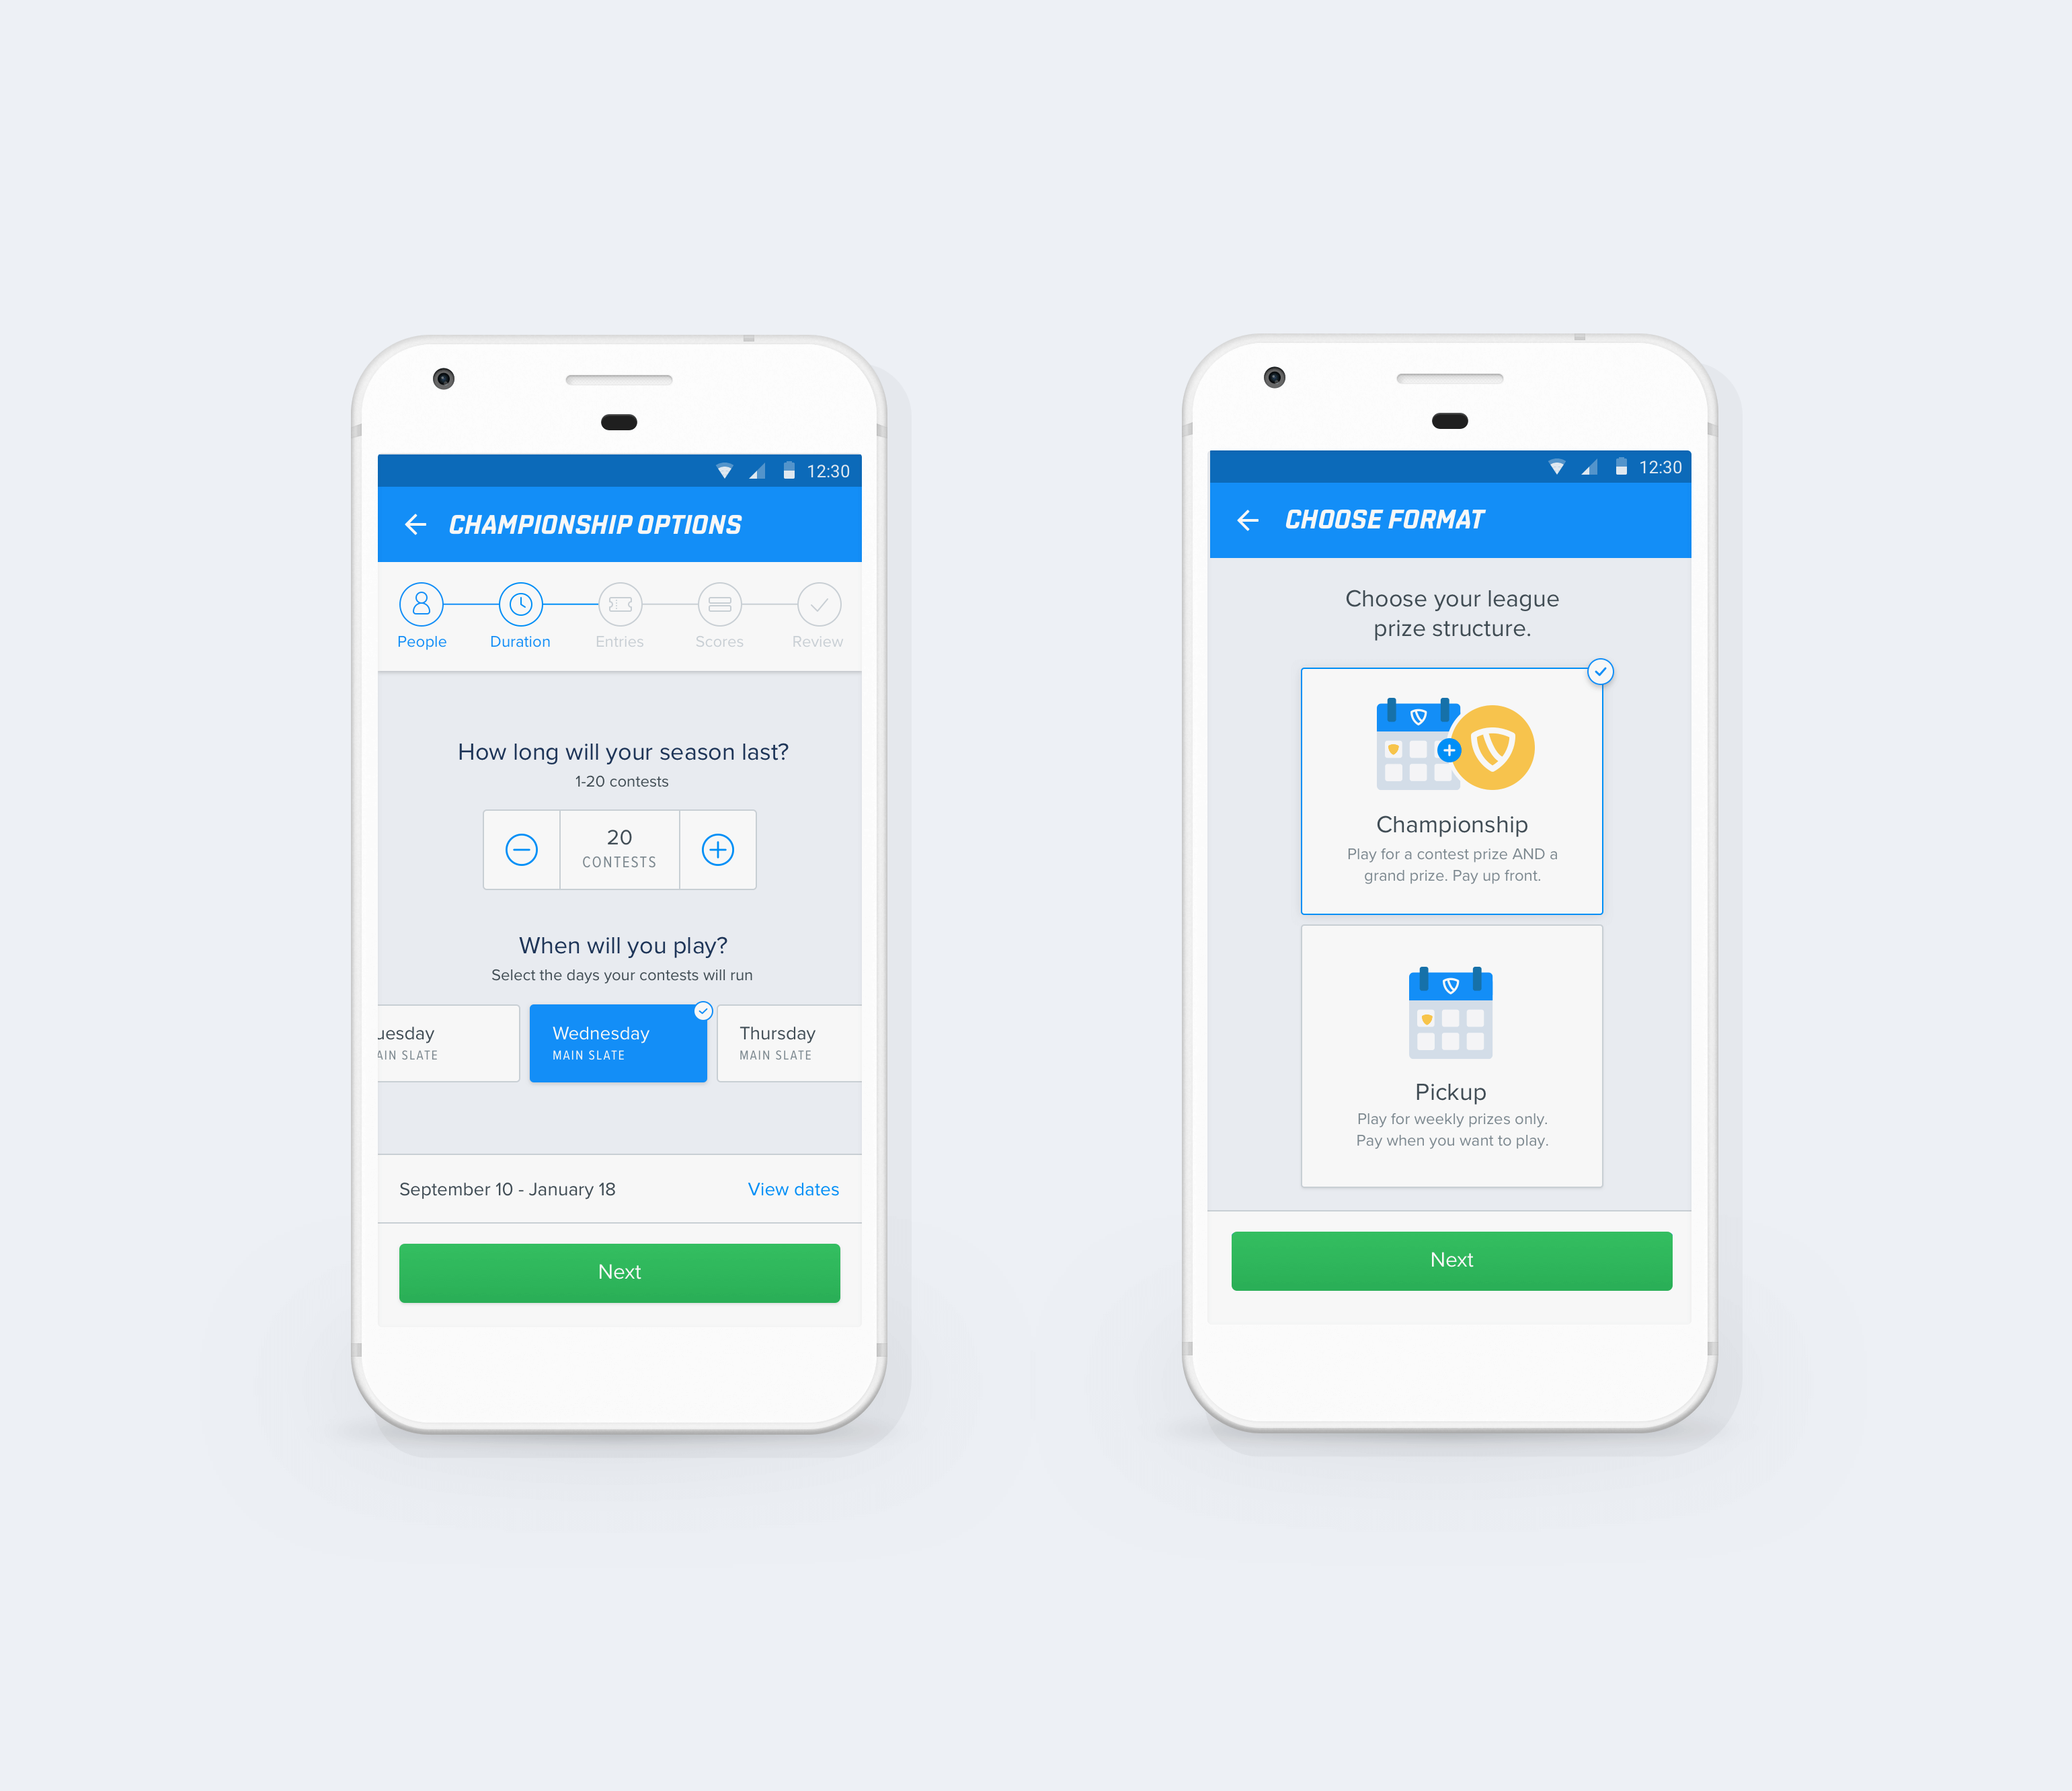 12:30
CHAMPIONSHIP OPTIONS
People
Duration
Entries
Scores
Review
How long will your season last?
1-20 contests
20
CONTESTS
When will you play?
Select the days your contests will run
uesday
AIN SLATE
Wednesday
MAIN SLATE
Thursday
MAIN SLATE
September 10 - January 18
View dates
Next
12:30
CHOOSE FORMAT
Choose your league
prize structure.
Championship
Play for a contest prize AND a
grand prize. Pay up front.
Pickup
Play for weekly prizes only.
Pay when you want to play.
Next